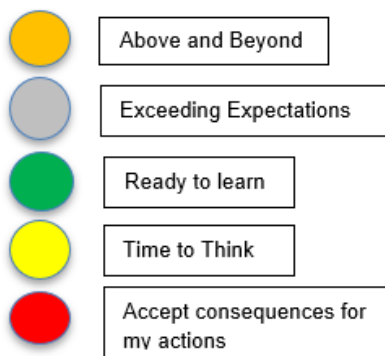 Above and Beyond
Exceeding Expectations
Ready to learn
Time to Think
Accept consequences for
my actions